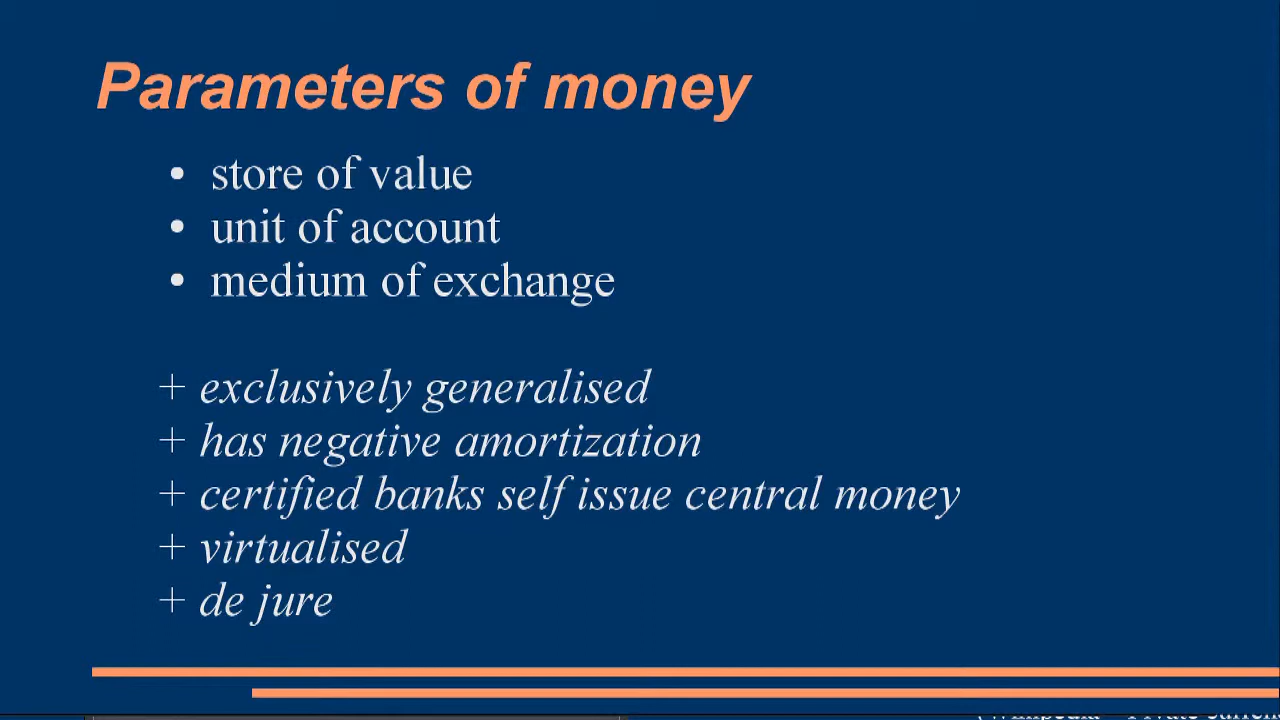 Parameters of money
• store of value
• unit of account
• medium of exchange
+ exclusively generalised
+ has negative amortization
+ certified banks self issue central money
+ virtualised
+ de jure